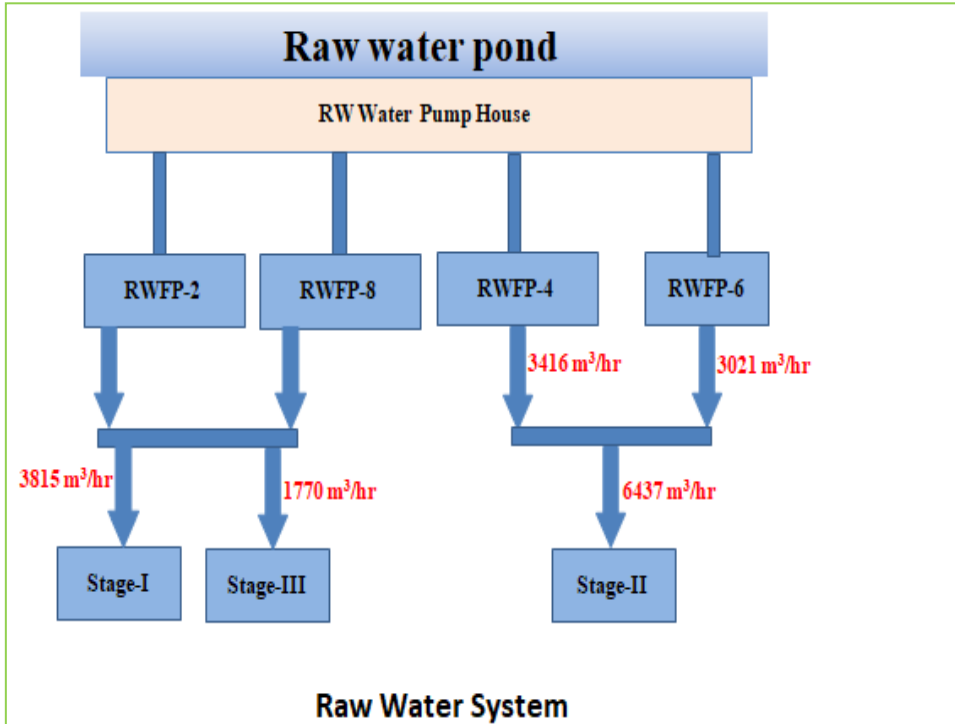 Raw water pond
RW Water Pump House
RWFP-2
RWFP-8
RWFP-4
RWFP-6
3416 m³/hr
3021 m³/hr
3815 m³/hr
1770 m³/hr
6437 m³/hr
Stage-I
Stage-III
Stage-II
Raw Water System